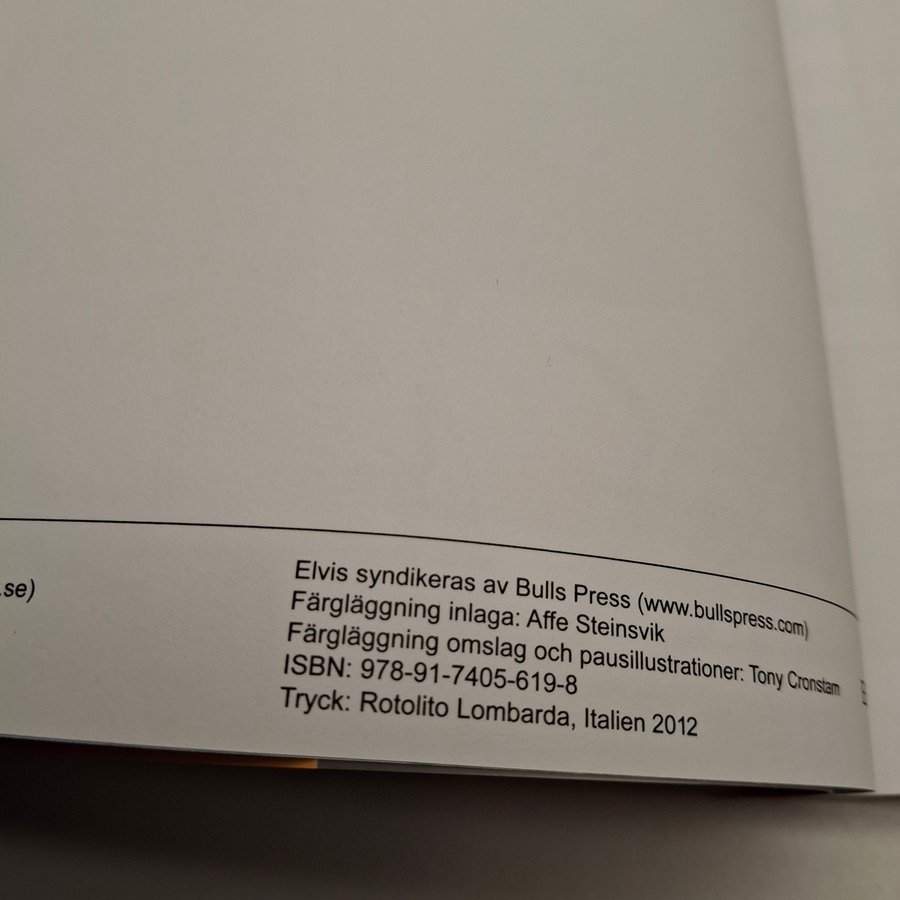 .se)
Elvis syndikeras av Bulls Press (www.bullspress.com)
Färgläggning inlaga: Affe Steinsvik
Färgläggning omslag och pausillustrationer: Tony Cronstam
ISBN: 978-91-7405-619-8
Tryck: Rotolito Lombarda, Italien 2012